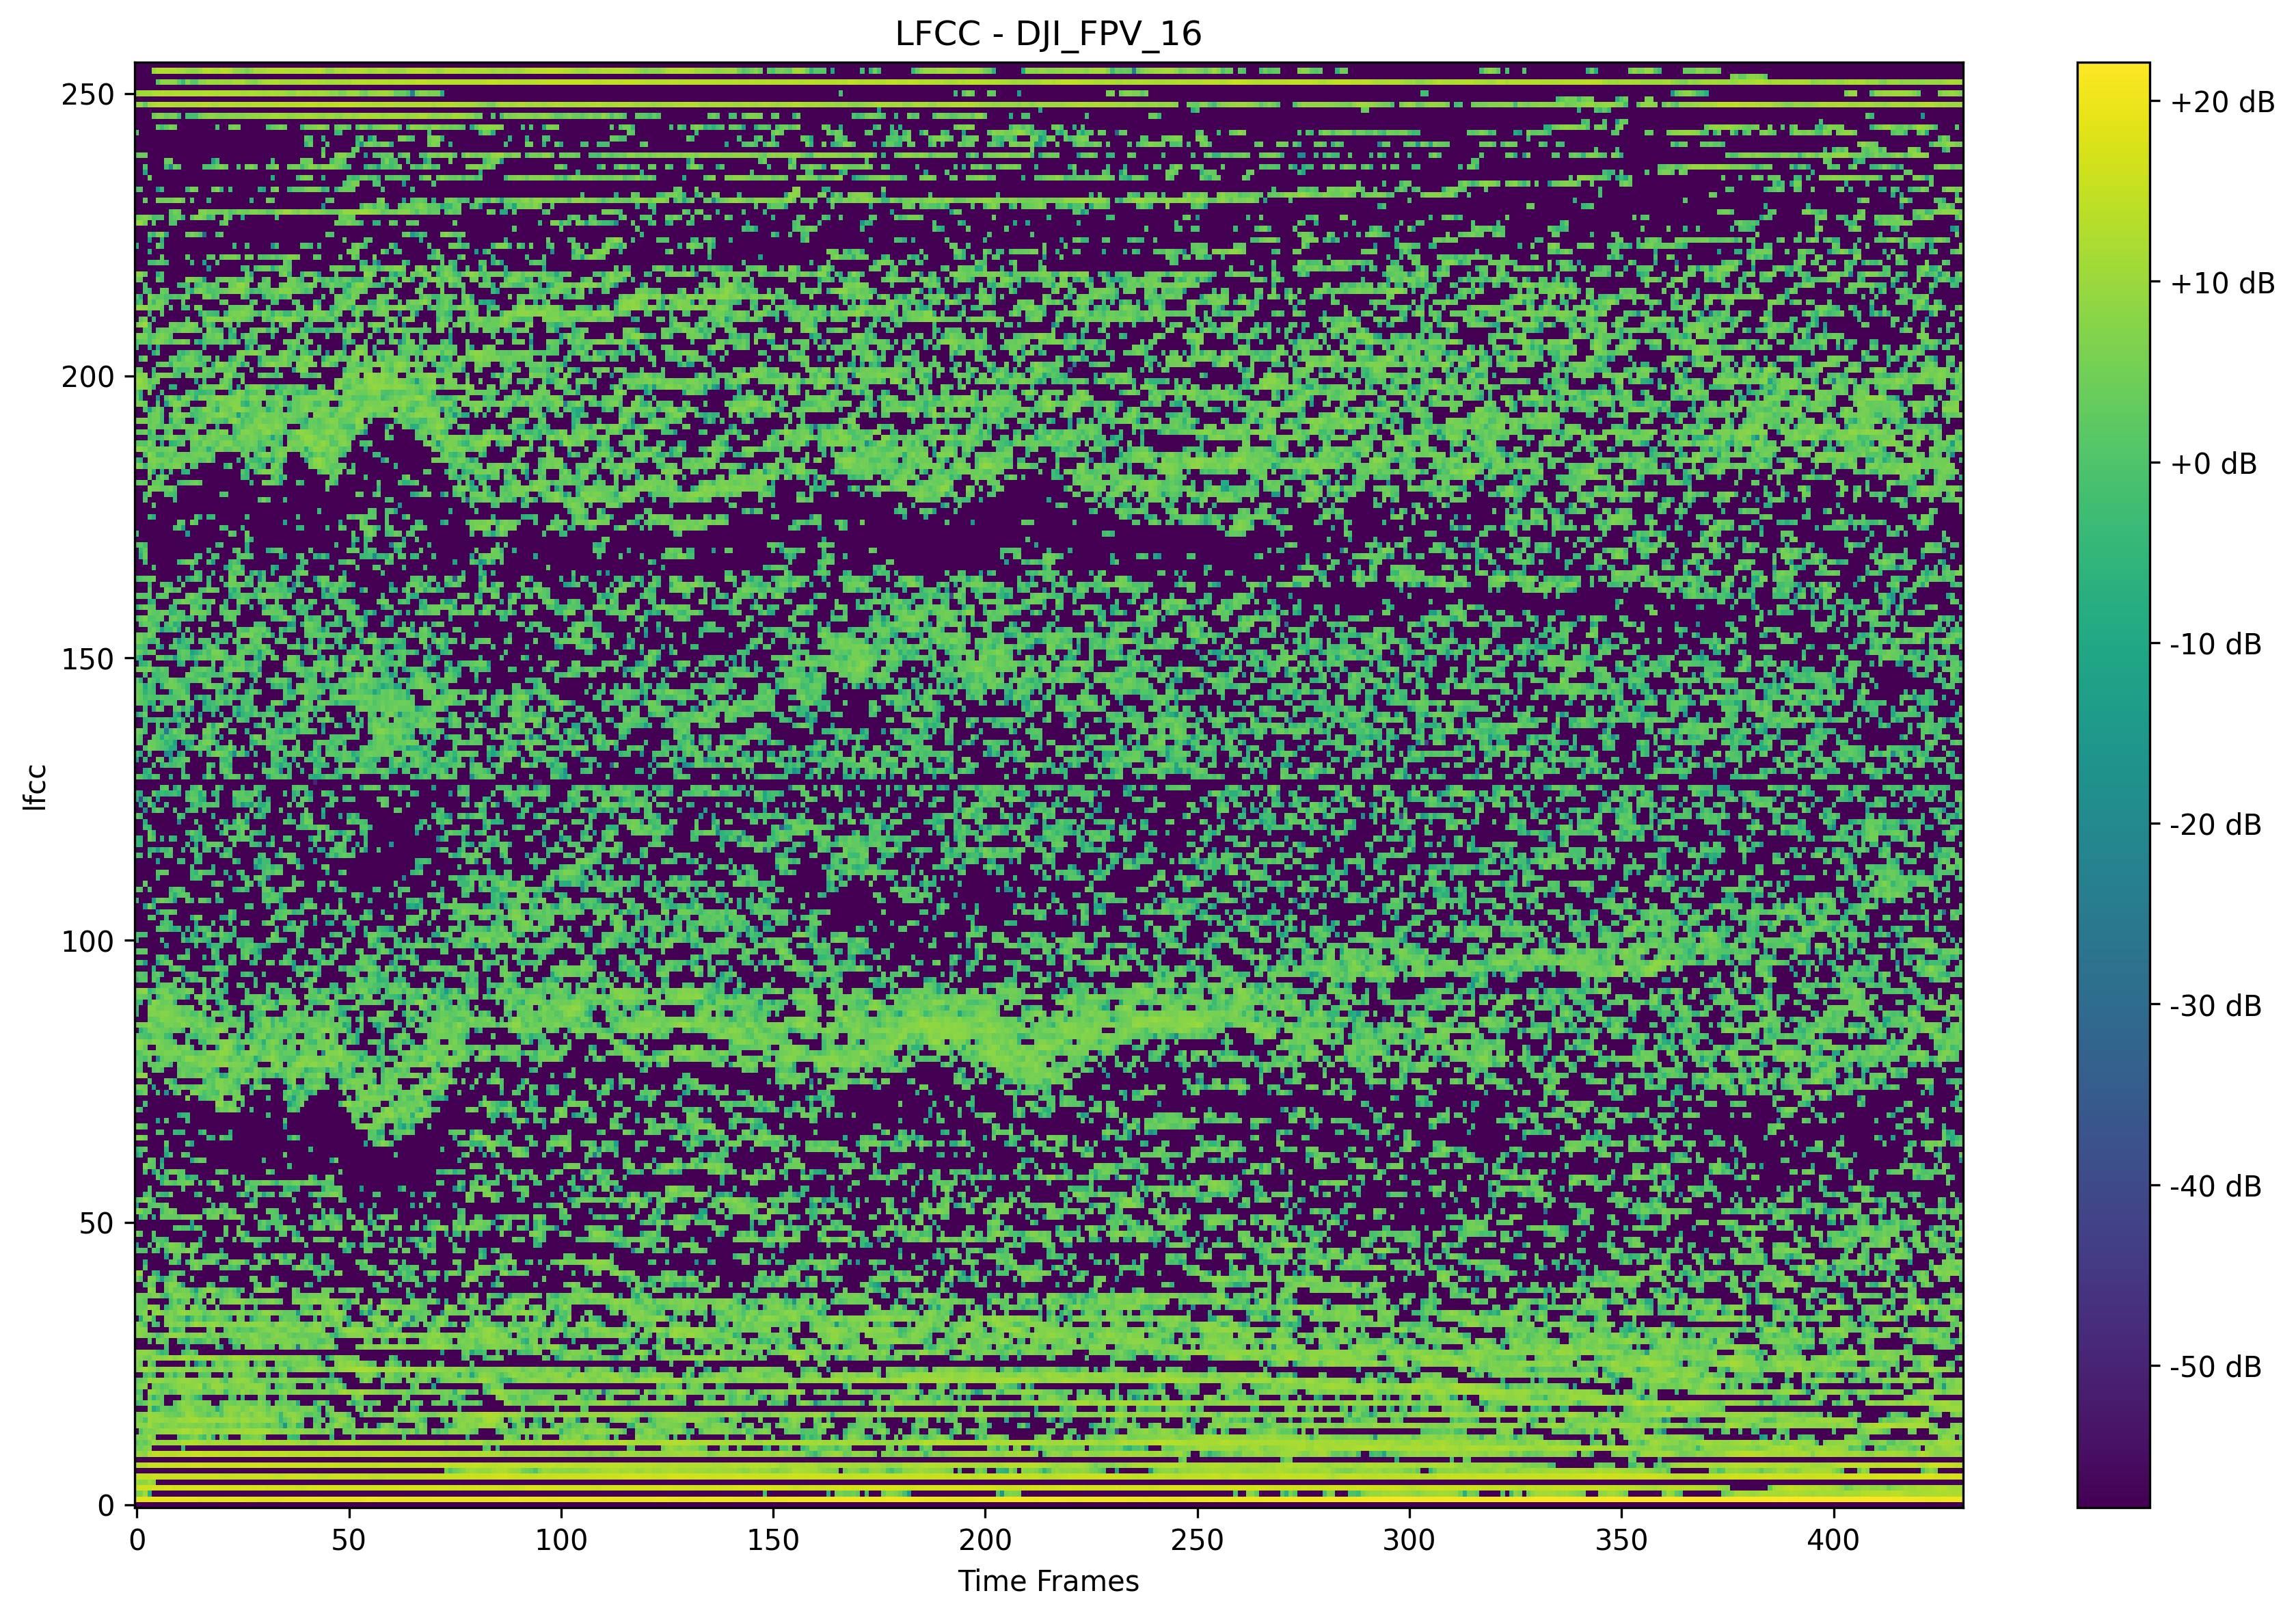 LFCC - DJI_FPV_16
250
200
150
100
50
0
lfcc
0 50 100 150 200 250 300 350 400
Time Frames
+20 dB
+10 dB
+0 dB
-10 dB
-20 dB
-30 dB
-40 dB
-50 dB